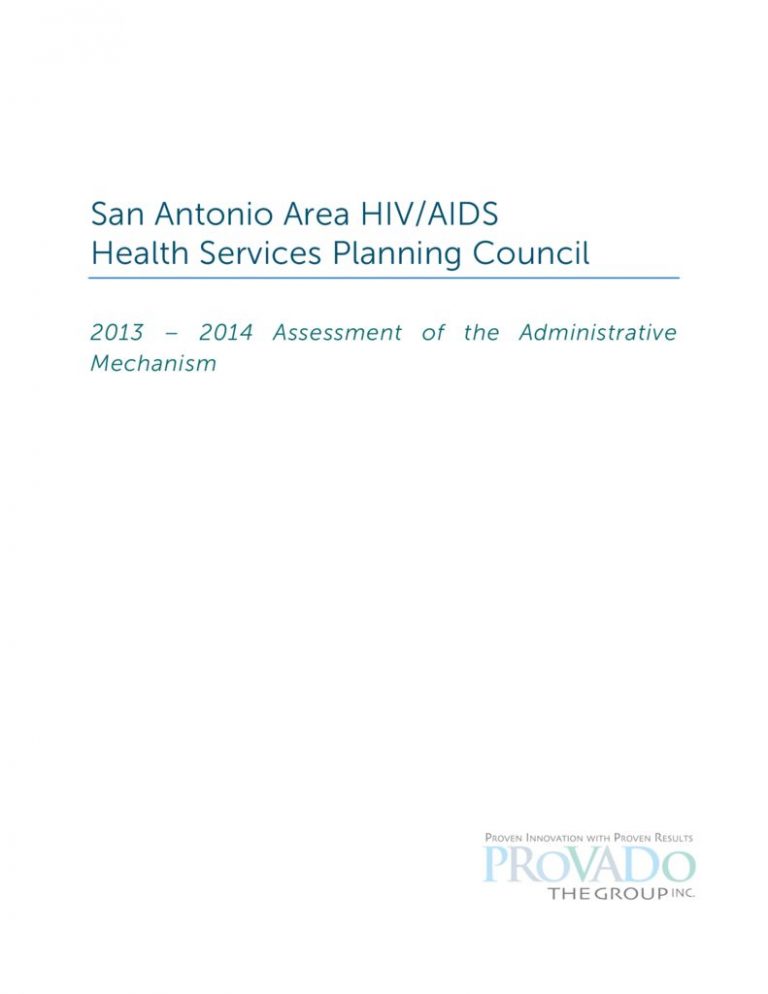 San Antonio Area HIV/AIDS
Health Services Planning Council
2013 – 2014 Assessment of the Administrative
Mechanism
PROVEN INNOVATION WITH PROVEN RESULTS
PROVADO
THE GROUP INC.